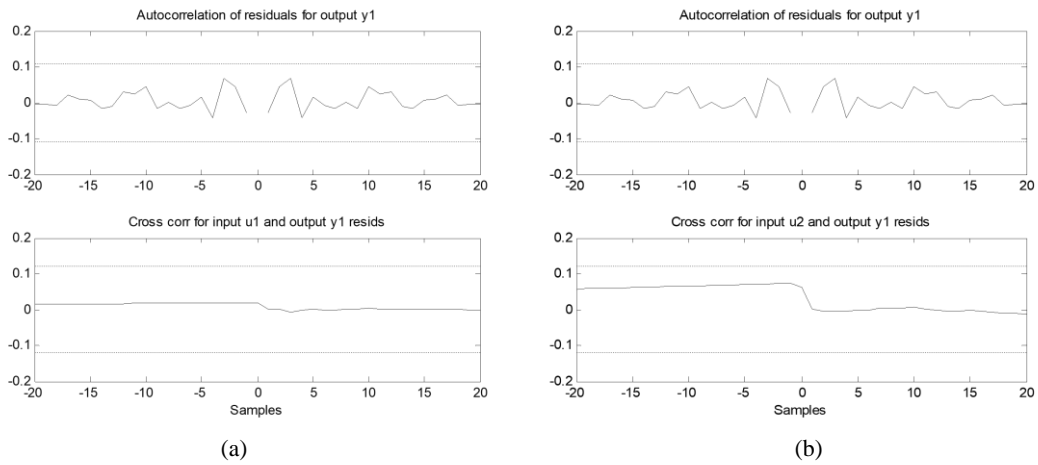 Autocorrelation of residuals for output y1
0.2
0.1
0
-0.1
-0.2
-20 -15 -10 -5 0 5 10 15 20
Cross corr for input u1 and output y1 resids
0.2
0.1
0
-0.1
-0.2
-20 -15 -10 -5 0 5 10 15 20
Samples
(a)
Autocorrelation of residuals for output y1
0.2
0.1
0
-0.1
-0.2
-20 -15 -10 -5 0 5 10 15 20
Cross corr for input u2 and output y1 resids
0.2
0.1
0
-0.1
-0.2
-20 -15 -10 -5 0 5 10 15 20
Samples
(b)